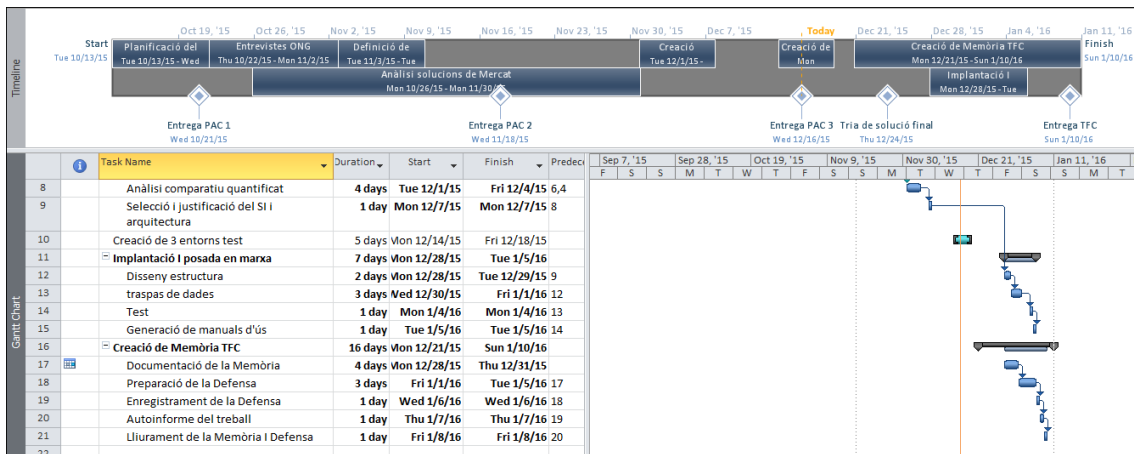 Oct 19, '15 Oct 26, '15 Nov 2, '15 Nov 9, '15 Nov 16, '15 Nov 23, '15 Nov 30, '15 Dec 7, '15 Today Dec 21, '15 Dec 28, '15 Jan 4, '16 Jan 11, '16
Start
Tue 10/13/15
Planificació del
Tue 10/13/15 - Wed
Entrevistes ONG
Thu 10/22/15 - Mon 11/2/15
Definició de
Tue 11/3/15 - Tue
Creació
Tue 12/1/15 -
Creació de
Mon
Creació de Memòria TFC
Mon 12/21/15 - Sun 1/10/16
Finish
Sun 1/10/16
Anàlisi solucions de Mercat
Mon 10/26/15 - Mon 11/30/15
Implantació I
Mon 12/28/15 - Tue
Timeline
Entrega PAC 1
Wed 10/21/15
Entrega PAC 2
Wed 11/18/15
Entrega PAC 3
Wed 12/16/15
Tria de solució final
Thu 12/24/15
Entrega TFC
Sun 1/10/16
Task Name Duration Start Finish Predec
Sep 7, '15 Sep 28, '15 Oct 19, '15 Nov 9, '15 Nov 30, '15 Dec 21, '15 Jan 11, '16
F S S M T W T F S S M T W T F S S M T
8 Anàlisi comparatiu quantificat 4 days Tue 12/1/15 Fri 12/4/15 6,4
9 Selecció i justificació del SI i arquitectura 1 day Mon 12/7/15 Mon 12/7/15 8
10 Creació de 3 entorns test 5 days Mon 12/14/15 Fri 12/18/15
11 Implantació I posada en marxa 7 days Mon 12/28/15 Tue 1/5/16
12 Disseny estructura 2 days Mon 12/28/15 Tue 12/29/15 9
13 traspas de dades 3 days Wed 12/30/15 Fri 1/1/16 12
14 Test 1 day Mon 1/4/16 Mon 1/4/16 13
15 Generació de manuals d'ús 1 day Tue 1/5/16 Tue 1/5/16 14
16 Creació de Memòria TFC 16 days Mon 12/21/15 Sun 1/10/16
17 Documentació de la Memòria 4 days Mon 12/28/15 Thu 12/31/15
18 Preparació de la Defensa 3 days Fri 1/1/16 Tue 1/5/16 17
19 Enregistrament de la Defensa 1 day Wed 1/6/16 Wed 1/6/16 18
20 Autoinforme del treball 1 day Thu 1/7/16 Thu 1/7/16 19
21 Lliurament de la Memòria I Defensa 1 day Fri 1/8/16 Fri 1/8/16 20
22
Gantt Chart